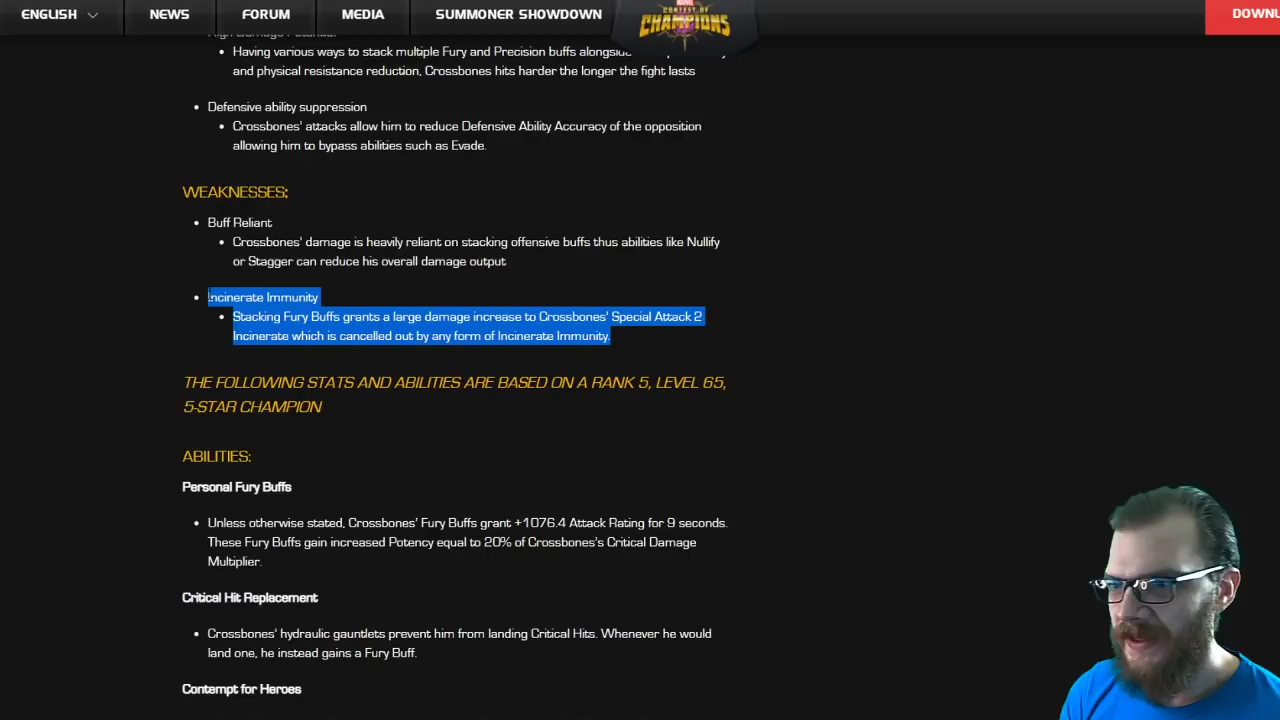 ENGLISH
NEWS
FORUM
MEDIA
SUMMONER SHOWDOWN
MARVEL
CONTEST OF
CHAMPIONS
Having various ways to stack multiple Fury and Precision buffs alongside
and physical resistance reduction, Crossbones hits harder the longer the fight lasts
Defensive ability suppression
Crossbones' attacks allow him to reduce Defensive Ability Accuracy of the opposition
allowing him to bypass abilities such as Evade.
WEAKNESSES:
Buff Reliant
Crossbones' damage is heavily reliant on stacking offensive buffs thus abilities like Nullify
or Stagger can reduce his overall damage output
Incinerate Immunity
Stacking Fury Buffs grants a large damage increase to Crossbones' Special Attack 2
Incinerate which is cancelled out by any form of Incinerate Immunity.
THE FOLLOWING STATS AND ABILITIES ARE BASED ON A RANK 5, LEVEL 65,
5-STAR CHAMPION
ABILITIES:
Personal Fury Buffs
Unless otherwise stated, Crossbones' Fury Buffs grant +1076.4 Attack Rating for 9 seconds.
These Fury Buffs gain increased Potency equal to 20% of Crossbones's Critical Damage
Multiplier.
Critical Hit Replacement
Crossbones' hydraulic gauntlets prevent him from landing Critical Hits. Whenever he would
land one, he instead gains a Fury Buff.
Contempt for Heroes